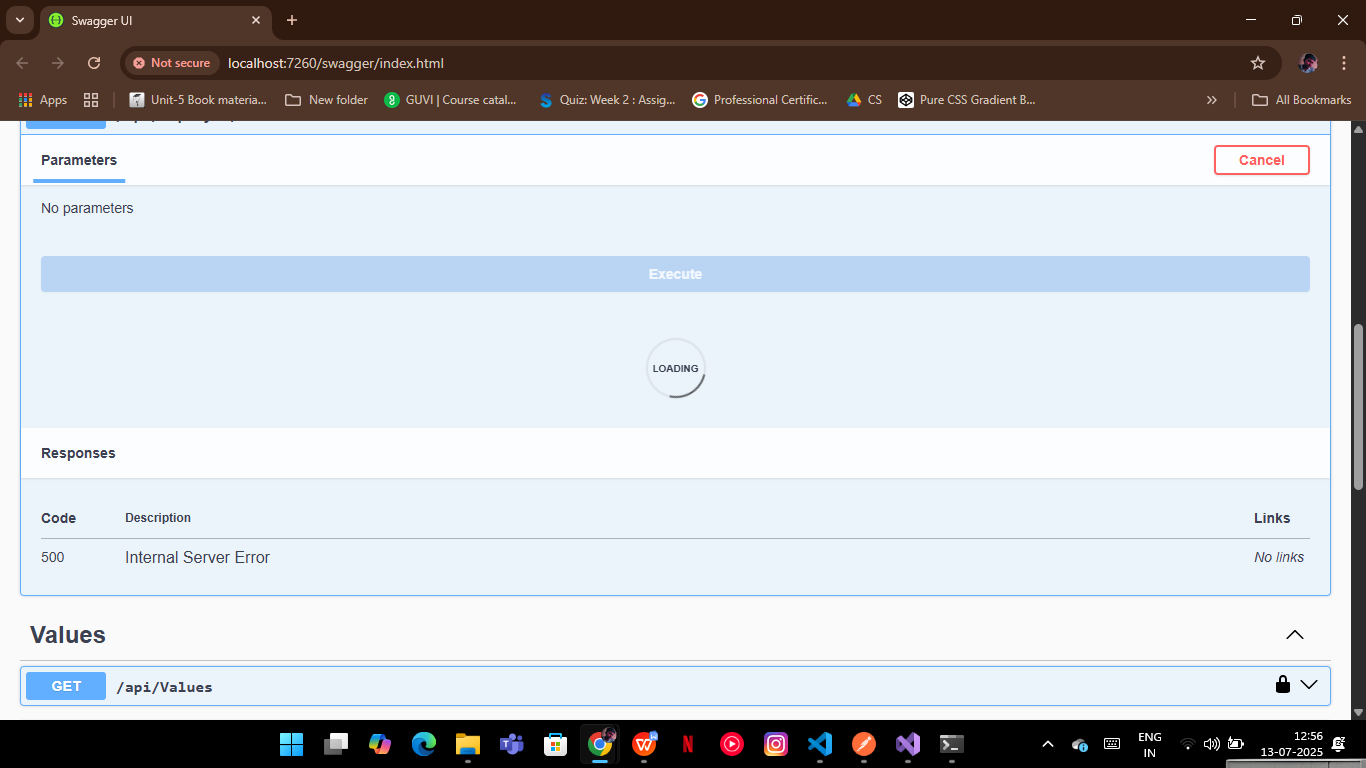 Swagger UI
Not secure
localhost:7260/swagger/index.html
Apps
Unit-5 Book materia...
New folder
GUVI | Course catal...
Quiz: Week 2 : Assig...
Professional Certific...
CS
Pure CSS Gradient B...
All Bookmarks
Parameters
Cancel
No parameters
Execute
LOADING
Responses
Code Description Links
500 Internal Server Error No links
Values
GET /api/Values
ENG
IN
12:56
13-07-2025